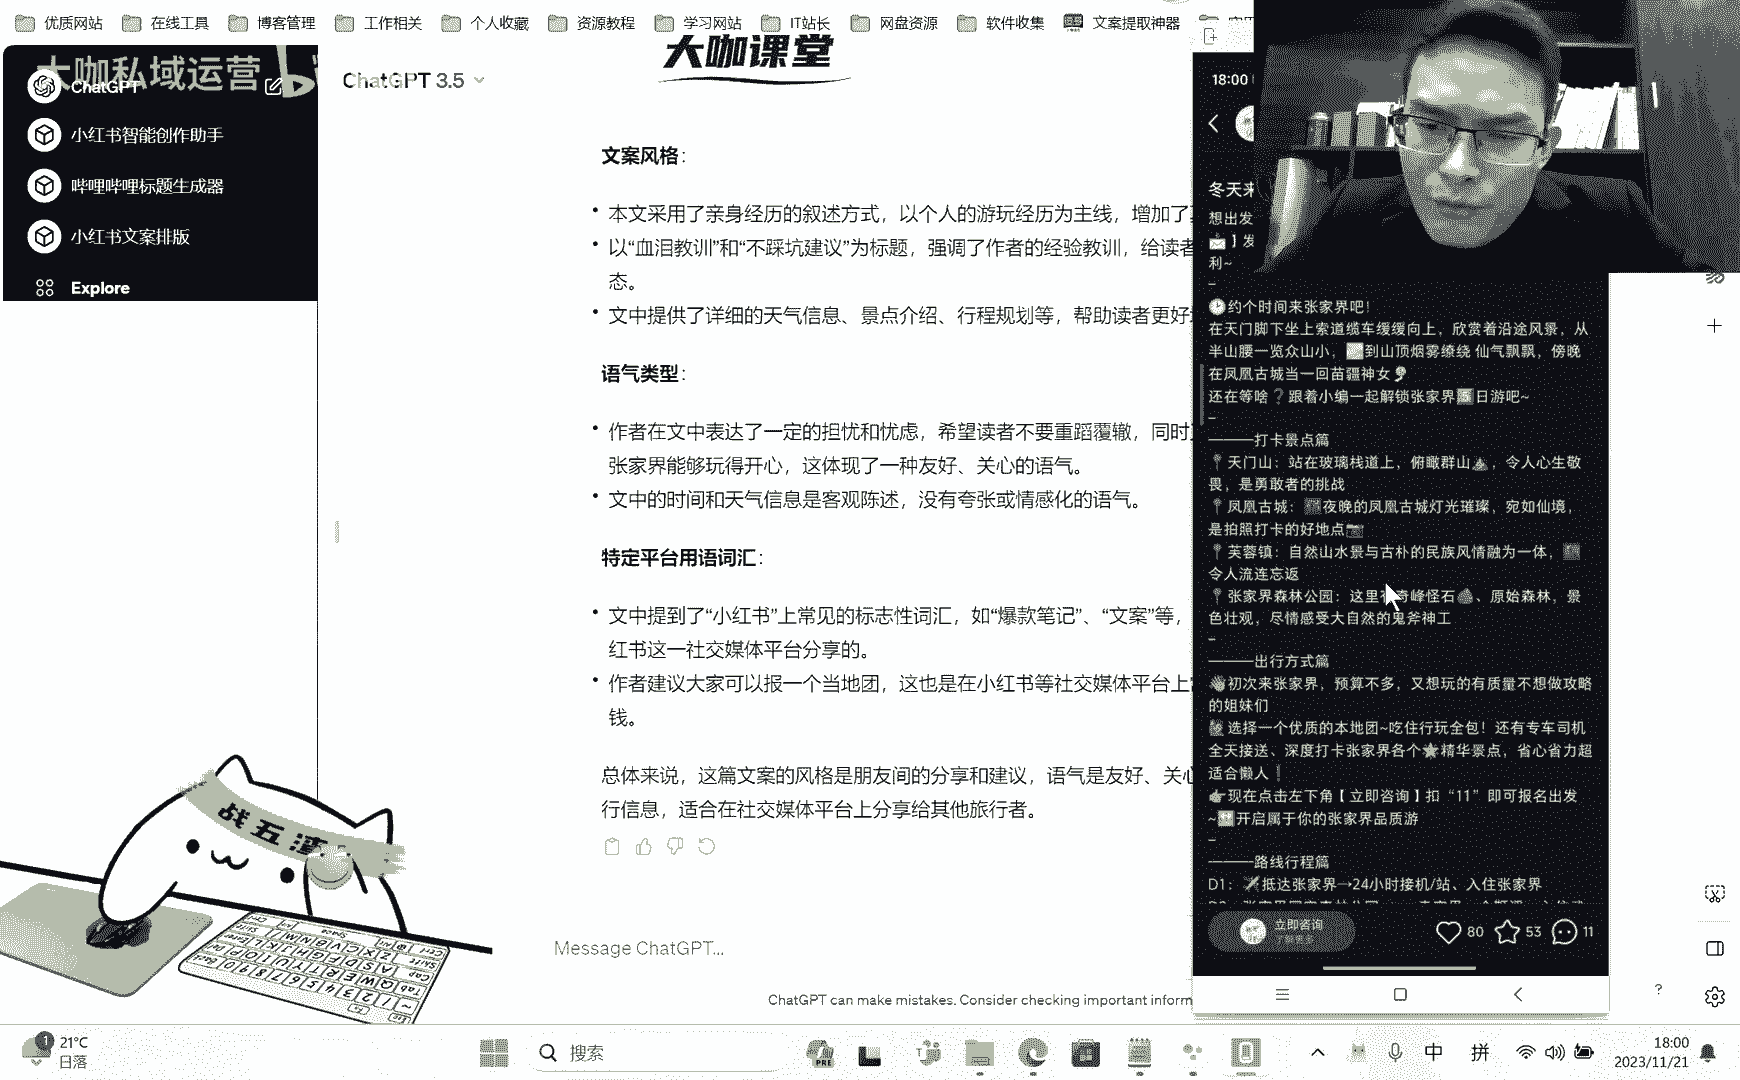 优质网站
在线工具
博客管理
工作相关
个人收藏
资源教程
学习网站
IT站长
网盘资源
软件收集
文案提取神器
大咖私域运营
ChatGPT
小红书智能创作助手
哔哩哔哩标题生成器
小红书文案排版
Explore
大咖课堂
ChatGPT 3.5
文案风格：
本文采用了亲身经历的叙述方式，以个人的游玩经历为主线，增加了
以“血泪教训”和“不踩坑建议”为标题，强调了作者的经验教训，给读者
态。
文中提供了详细的天气信息、景点介绍、行程规划等，帮助读者更好
语气类型：
作者在文中表达了一定的担忧和忧虑，希望读者不要重蹈覆辙，同时
张家界能够玩得开心，这体现了一种友好、关心的语气。
文中的时间和天气信息是客观陈述，没有夸张或情感化的语气。
特定平台用语词汇：
文中提到了“小红书”上常见的标志性词汇，如“爆款笔记”、“文案”等，
红书这一社交媒体平台分享的。
作者建议大家可以报一个当地团，这也是在小红书等社交媒体平台上
钱。
总体来说，这篇文案的风格是朋友间的分享和建议，语气是友好、关心
行信息，适合在社交媒体平台上分享给其他旅行者。
Message ChatGPT...
ChatGPT can make mistakes. Consider checking important inform
18:00
冬天来
想出发
】发
利~
约个时间来张家界吧！
在天门脚下坐上索道缆车缓缓向上，欣赏着沿途风景，从
半山腰一览众山小，到山顶烟雾缭绕 仙气飘飘，傍晚
在凤凰古城当一回苗疆神女
还在等啥❓跟着小编一起解锁张家界日游吧~
———打卡景点篇
天门山：站在玻璃栈道上，俯瞰群山，令人心生敬
畏，是勇敢者的挑战
凤凰古城：夜晚的凤凰古城灯光璀璨，宛如仙境，
是拍照打卡的好地点
芙蓉镇：自然山水景与古朴的民族风情融为一体，
令人流连忘返
张家界森林公园：这里有奇峰怪石、原始森林，景
色壮观，尽情感受大自然的鬼斧神工
———出行方式篇
初次来张家界，预算不多，又想玩的有质量不想做攻略
的姐妹们
选择一个优质的本地团~吃住行玩全包！还有专车司机
全天接送、深度打卡张家界各个精华景点，省心省力超
适合懒人❗
现在点击左下角【立即咨询】扣“11”即可报名出发
~开启属于你的张家界品质游
———路线行程篇
D1：抵达张家界→24小时接机/站、入住张家界
立即咨询
了解更多
80
53
11
战五渣
1
21°C
日落
搜索
PRE
中
拼
18:00
2023/11/21